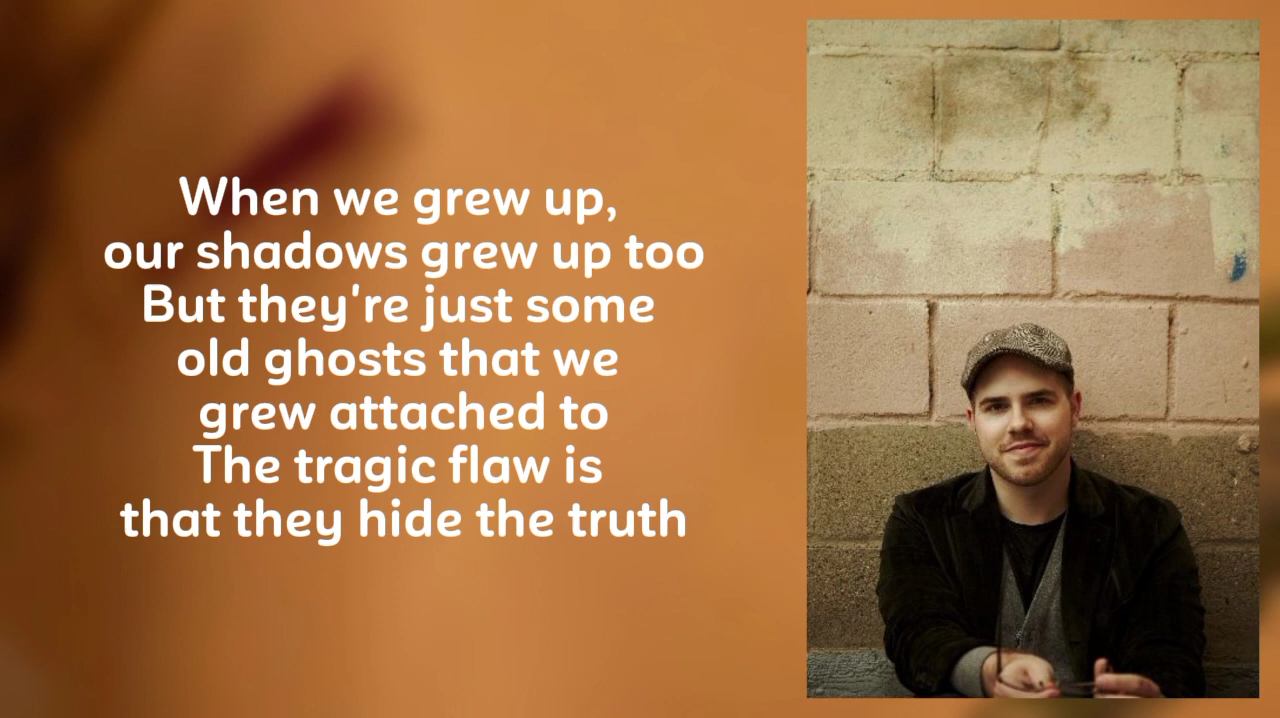 When we grew up,
our shadows grew up too
But they're just some
old ghosts that we
grew attached to
The tragic flaw is
that they hide the truth